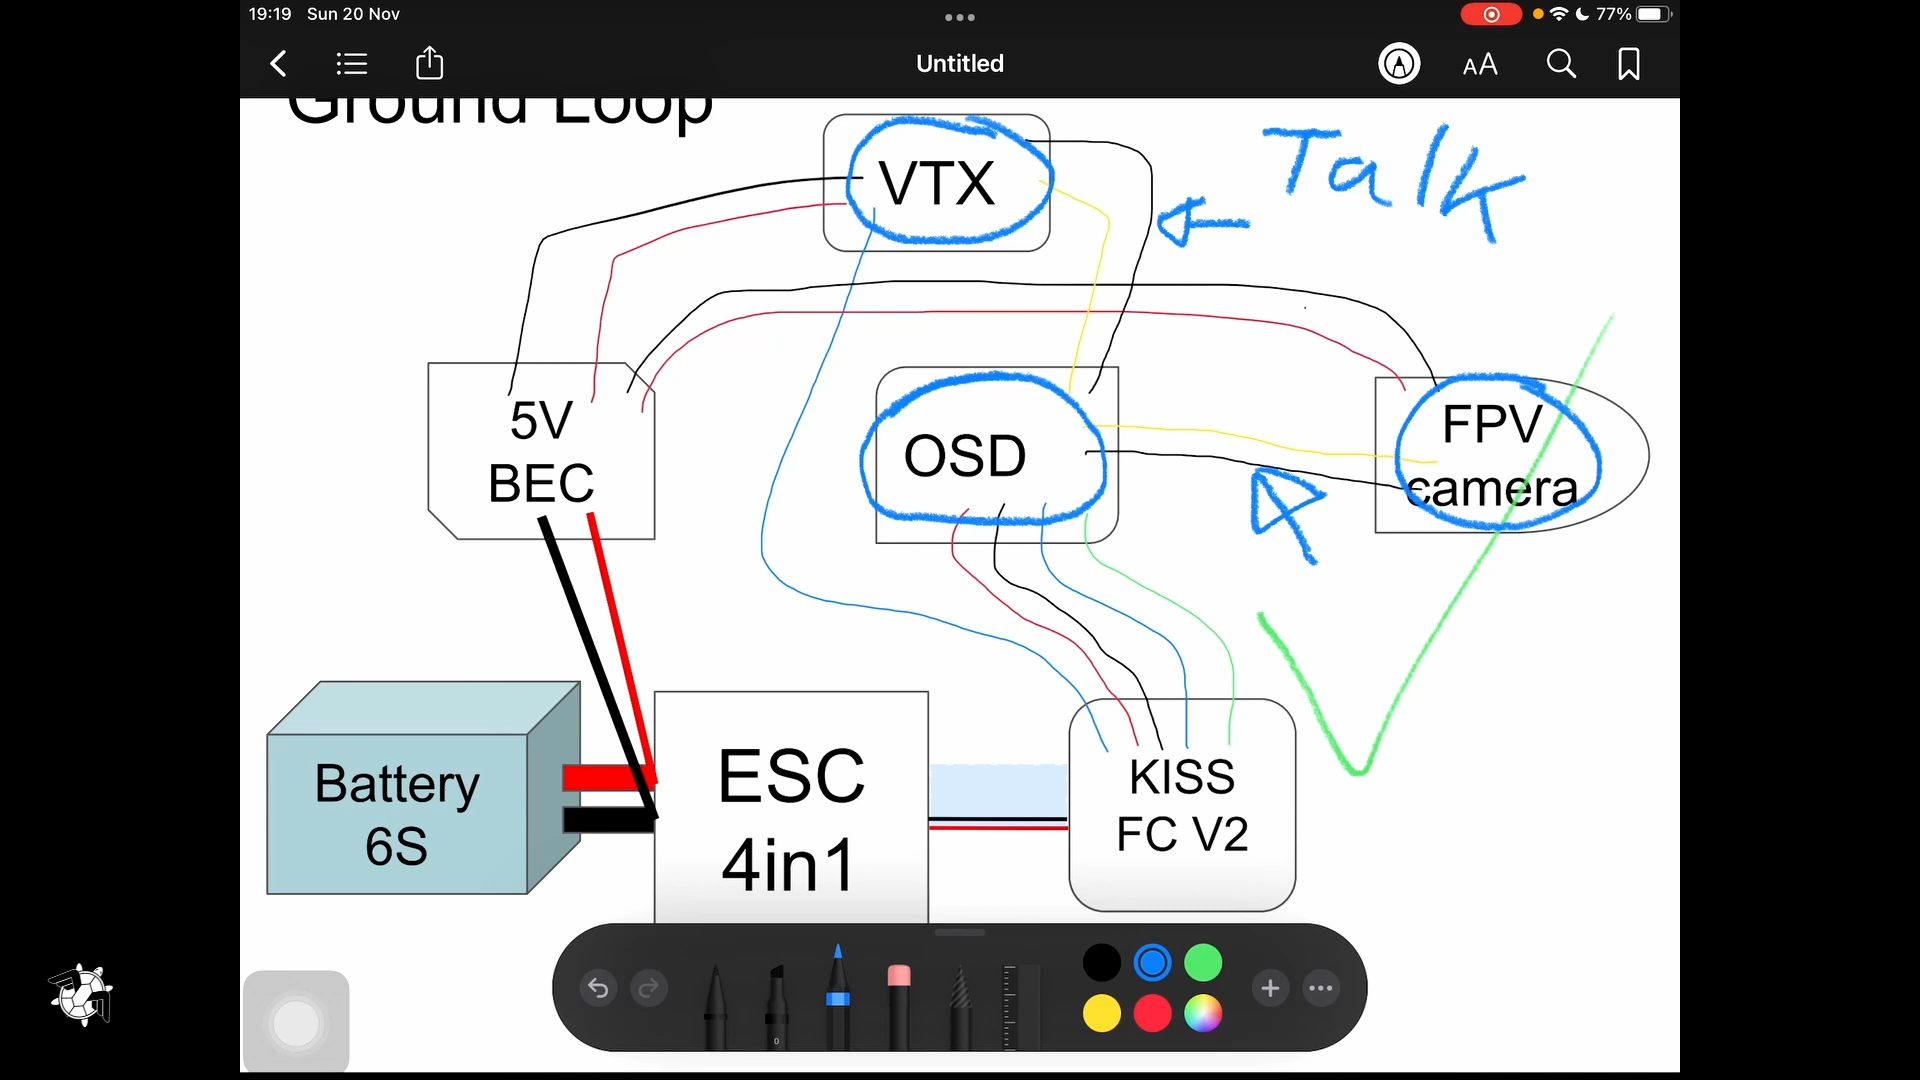 19:19 Sun 20 Nov
77%
Untitled
AA
Ground Loop
Talk
VTX
5V
BEC
OSD
FPV
camera
Battery
6S
ESC
4in1
KISS
FC V2
0